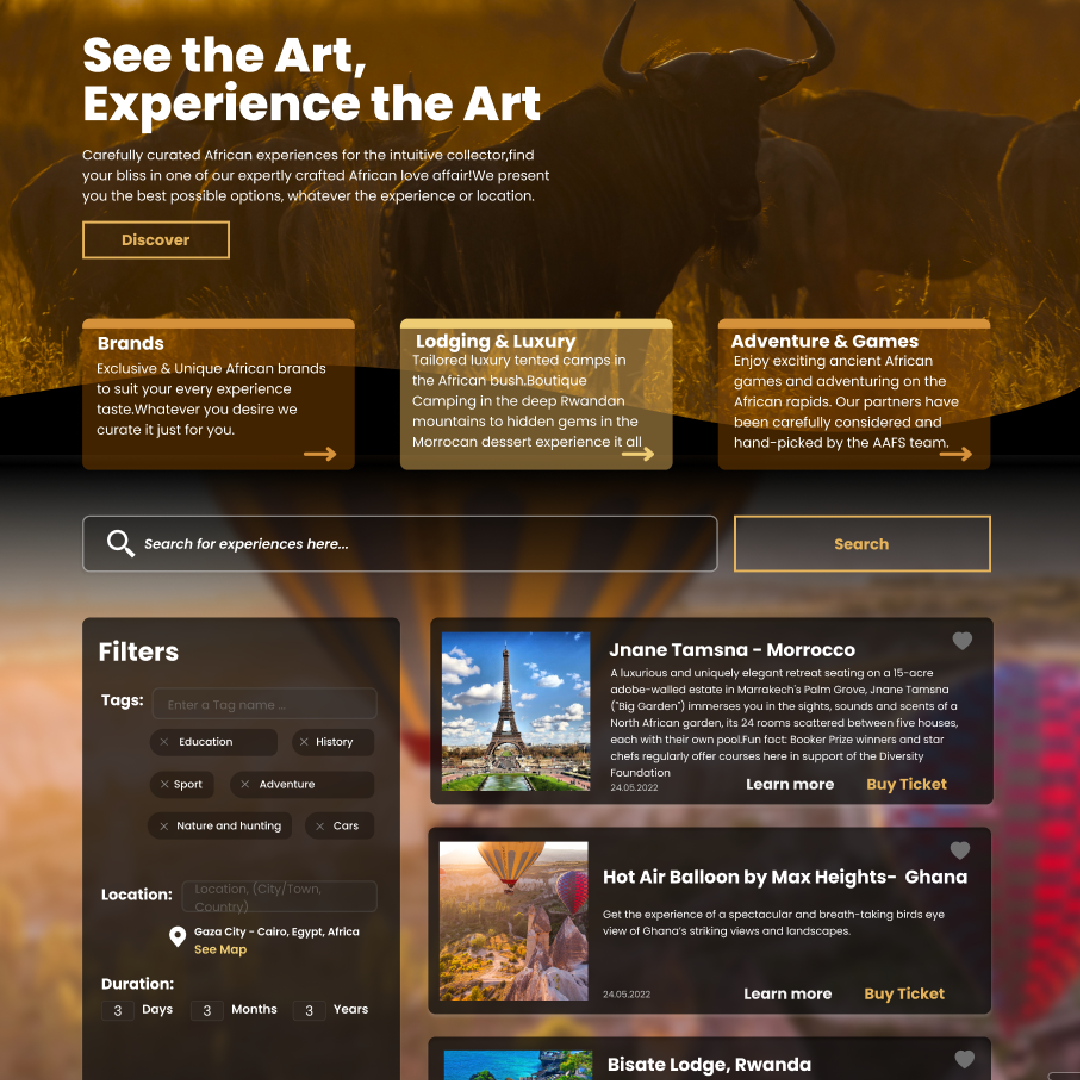 See the Art,
Experience the Art
Carefully curated African experiences for the intuitive collector,find
your bliss in one of our expertly crafted African love affair!We present
you the best possible options, whatever the experience or location.
Discover
Brands
Exclusive & Unique African brands
to suit your every experience
taste.Whatever you desire we
curate it just for you.
Lodging & Luxury
Tailored luxury tented camps in
the African bush.Boutique
Camping in the deep Rwandan
mountains to hidden gems in the
Morrocan dessert experience it all
Adventure & Games
Enjoy exciting ancient African
games and adventuring on the
African rapids. Our partners have
been carefully considered and
hand-picked by the AAFS team.
Search for experiences here...
Search
Filters
Tags:
Enter a Tag name ...
Education
History
Sport
Adventure
Nature and hunting
Cars
Location:
Location, (City/Town,
Country)
Gaza City - Cairo, Egypt, Africa
See Map
Duration:
3 Days 3 Months 3 Years
Jnane Tamsna - Morrocco
A luxurious and uniquely elegant retreat seating on a 15-acre
adobe-walled estate in Marrakech's Palm Grove, Jnane Tamsna
("Big Garden") immerses you in the sights, sounds and scents of a
North African garden, its 24 rooms scattered between five houses,
each with their own pool.Fun fact: Booker Prize winners and star
chefs regularly offer courses here in support of the Diversity
Foundation
24.05.2022
Learn more
Buy Ticket
Hot Air Balloon by Max Heights- Ghana
Get the experience of a spectacular and breath-taking birds eye
view of Ghana's striking views and landscapes.
24.05.2022
Learn more
Buy Ticket
Bisate Lodge, Rwanda